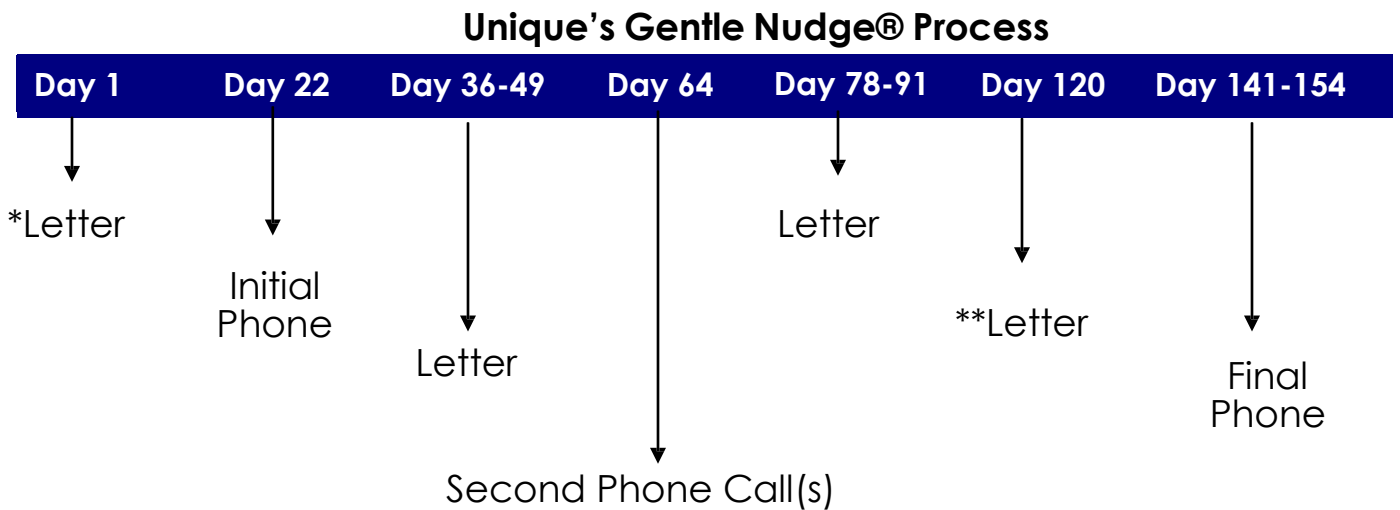 Unique’s Gentle Nudge® Process
Day 1 Day 22 Day 36-49 Day 64 Day 78-91 Day 120 Day 141-154
*Letter
Initial
Phone
Letter
Second Phone Call(s)
Letter
**Letter
Final
Phone